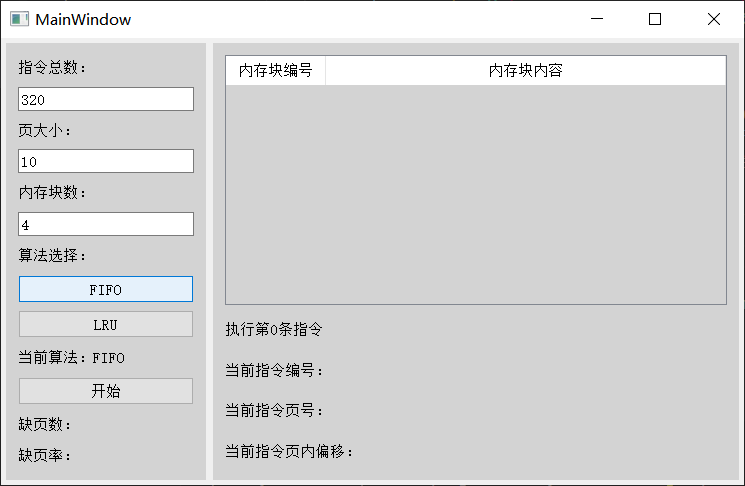 MainWindow
指令总数：
320
页大小：
10
内存块数：
4
算法选择：
FIFO
LRU
当前算法：FIFO
开始
缺页数：
缺页率：
内存块编号 内存块内容
执行第0条指令
当前指令编号：
当前指令页号：
当前指令页内偏移：